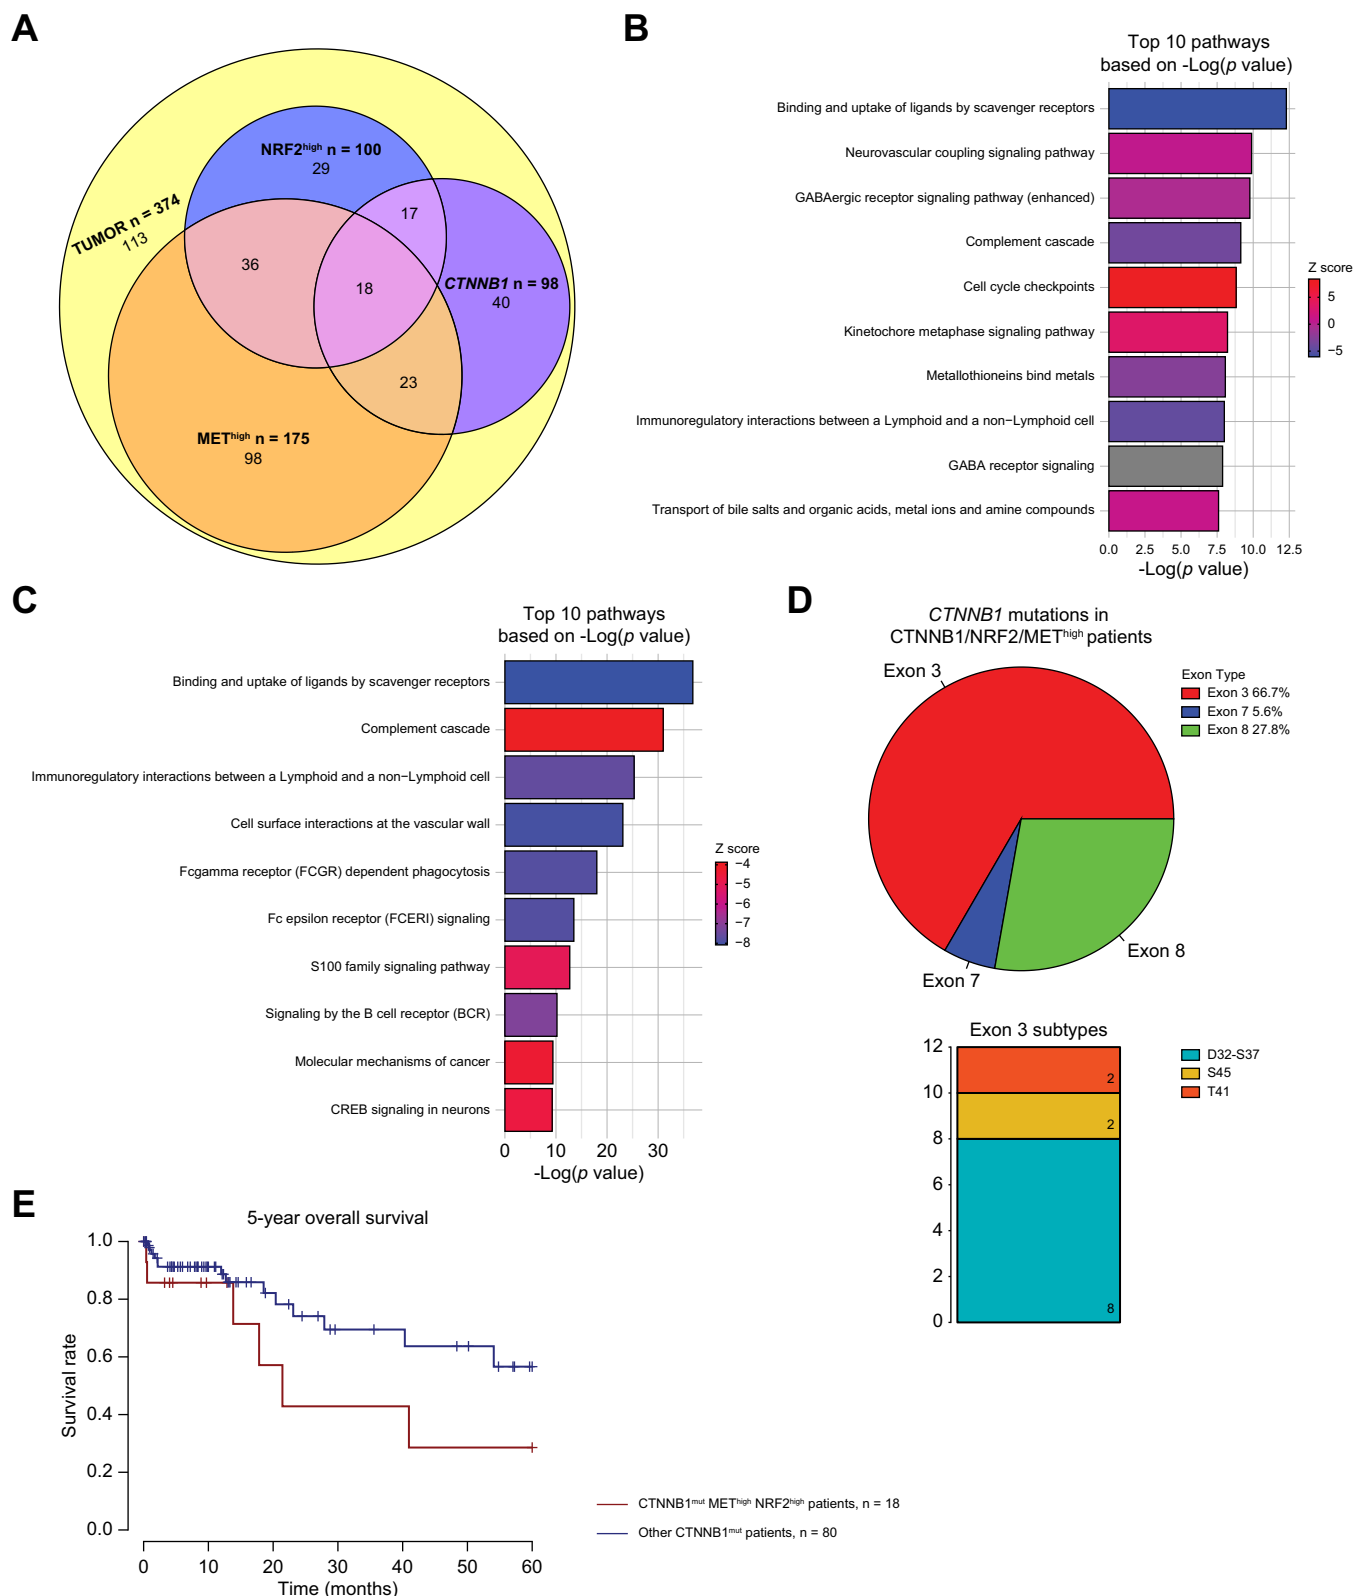 A
NRF2high n = 100
29
TUMOR n = 374
113
17
36
18
CTNNB1 n = 98
40
23
METhigh n = 175
98
B
Top 10 pathways
based on -Log(p value)
Binding and uptake of ligands by scavenger receptors
Neurovascular coupling signaling pathway
GABAergic receptor signaling pathway (enhanced)
Complement cascade
Cell cycle checkpoints
Kinetochore metaphase signaling pathway
Metallothioneins bind metals
Immunoregulatory interactions between a Lymphoid and a non−Lymphoid cell
GABA receptor signaling
Transport of bile salts and organic acids, metal ions and amine compounds
0.0 2.5 5.0 7.5 10.0 12.5
-Log(p value)
Z score
5
0
−5
C
Top 10 pathways
based on -Log(p value)
Binding and uptake of ligands by scavenger receptors
Complement cascade
Immunoregulatory interactions between a Lymphoid and a non−Lymphoid cell
Cell surface interactions at the vascular wall
Fcgamma receptor (FCGR) dependent phagocytosis
Fc epsilon receptor (FCERI) signaling
S100 family signaling pathway
Signaling by the B cell receptor (BCR)
Molecular mechanisms of cancer
CREB signaling in neurons
0 10 20 30
-Log(p value)
Z score
−4
−5
−6
−7
−8
D
CTNNB1 mutations in
CTNNB1/NRF2/METhigh patients
Exon 3
Exon 7
Exon 8
Exon Type
Exon 3 66.7%
Exon 7 5.6%
Exon 8 27.8%
Exon 3 subtypes
12
10
8
6
4
2
0
2
2
8
D32-S37
S45
T41
E
5-year overall survival
Survival rate
1.0
0.8
0.6
0.4
0.2
0.0
0 10 20 30 40 50 60
Time (months)
CTNNB1mut METhigh NRF2high patients, n = 18
Other CTNNB1mut patients, n = 80